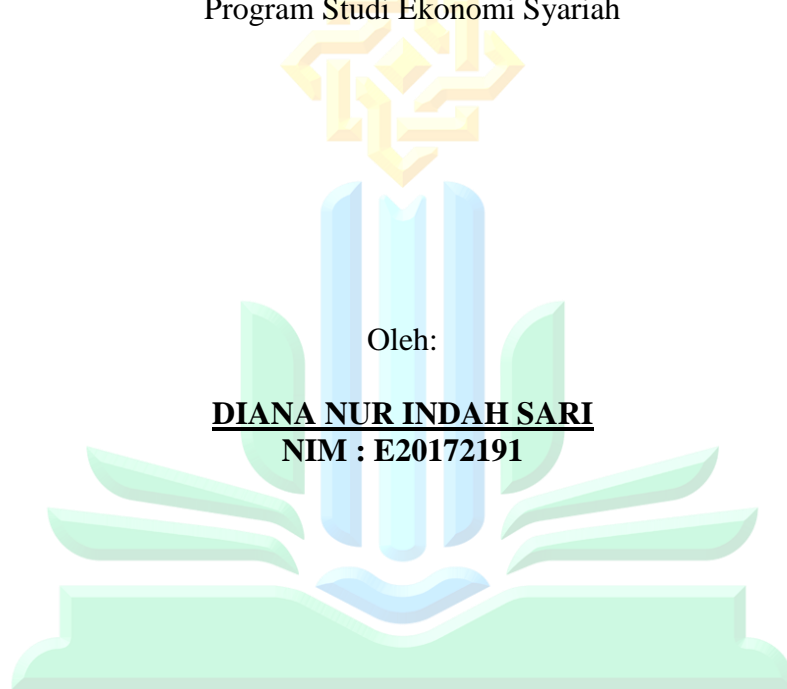 Program Studi Ekonomi Syariah
Oleh:
DIANA NUR INDAH SARI
NIM : E20172191